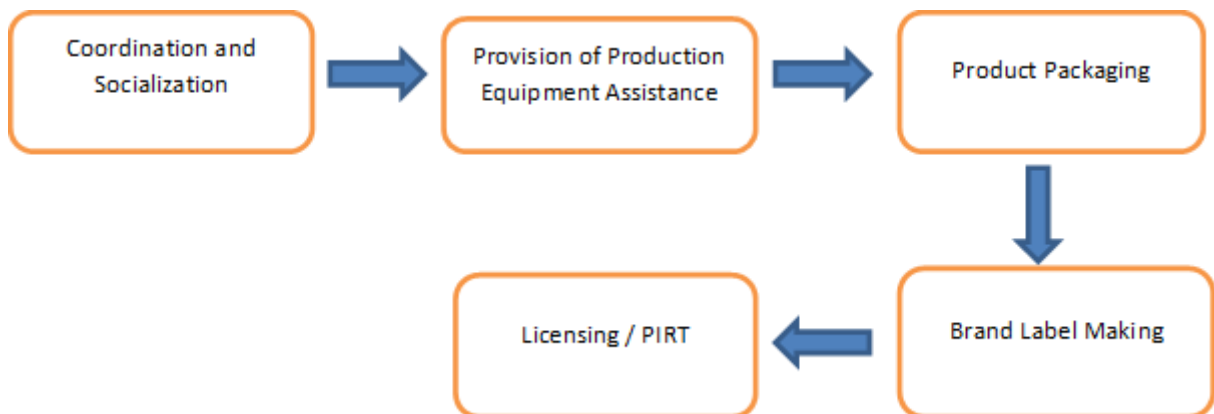 Coordination and
Socialization
Provision of Production
Equipment Assistance
Product Packaging
Brand Label Making
Licensing / PIRT